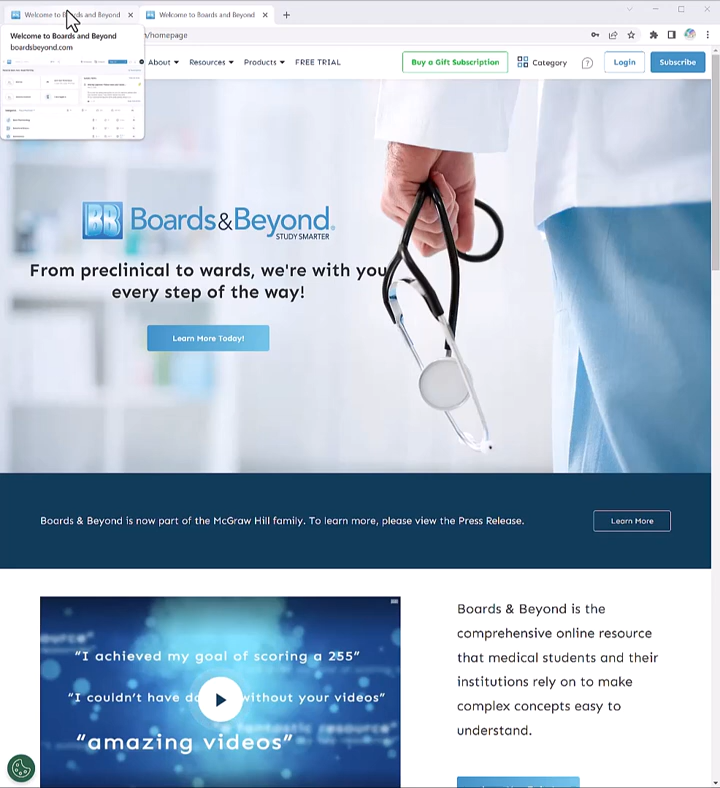 Welcome to Boards and Beyond
Welcome to Boards and Beyond
Welcome to Boards and Beyond
boardsbeyond.com
/homepage
About
Resources
Products
FREE TRIAL
Buy a Gift Subscription
Category
Login
Subscribe
BB Boards&Beyond.
STUDY SMARTER
From preclinical to wards, we're with you
every step of the way!
Learn More Today!
Boards & Beyond is now part of the McGraw Hill family. To learn more, please view the Press Release.
Learn More
"I achieved my goal of scoring a 255"
"I couldn't have without your videos"
"a fantastic resource"
"amazing videos"
Boards & Beyond is the
comprehensive online resource
that medical students and their
institutions rely on to make
complex concepts easy to
understand.